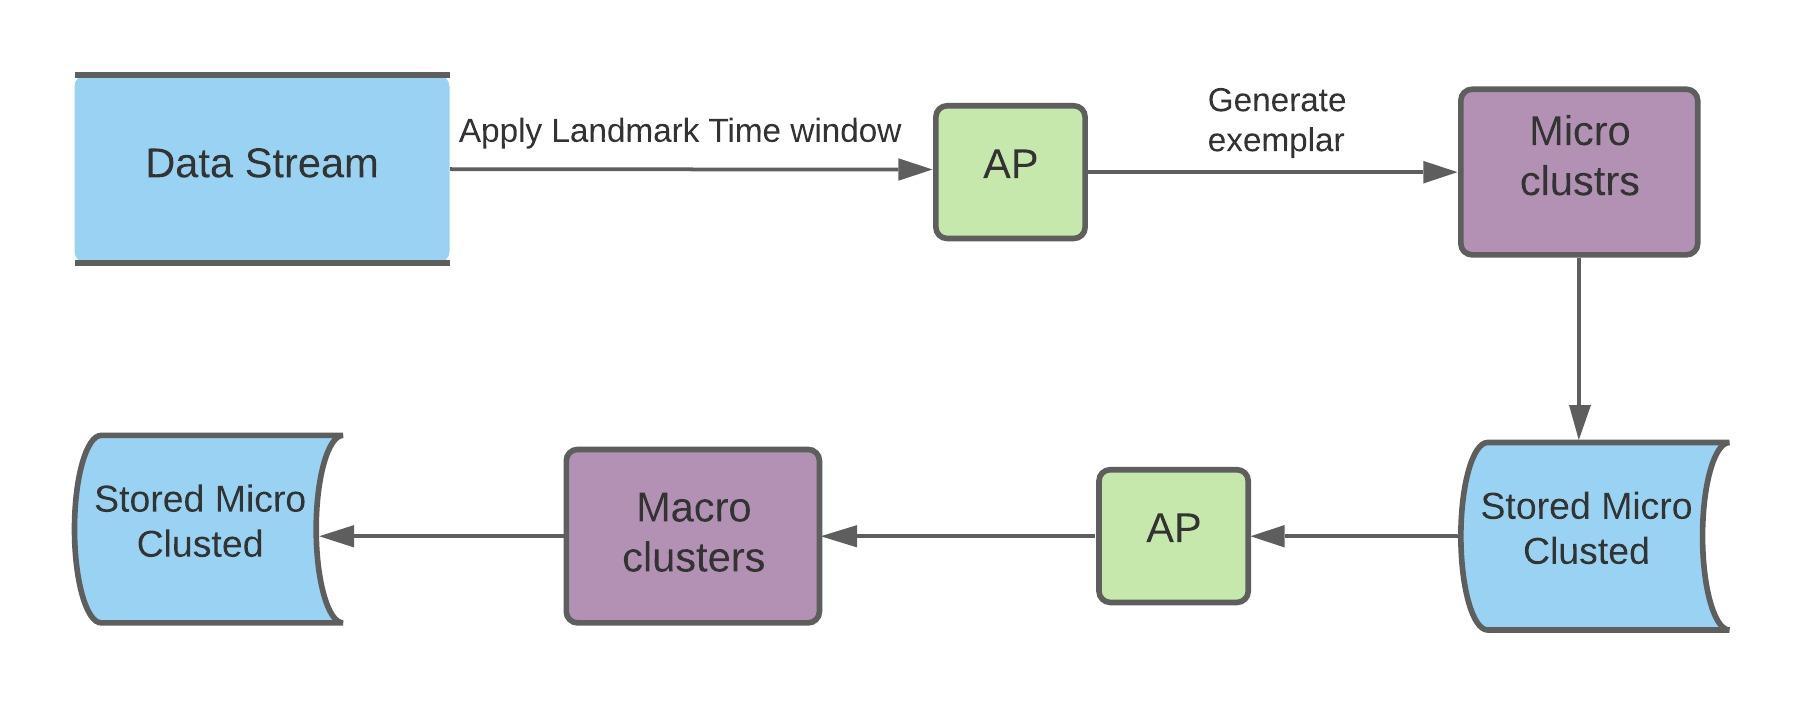 Data Stream
Apply Landmark Time window
AP
Generate
exemplar
Micro
clustrs
Stored Micro
Clusted
AP
Macro
clusters
Stored Micro
Clusted